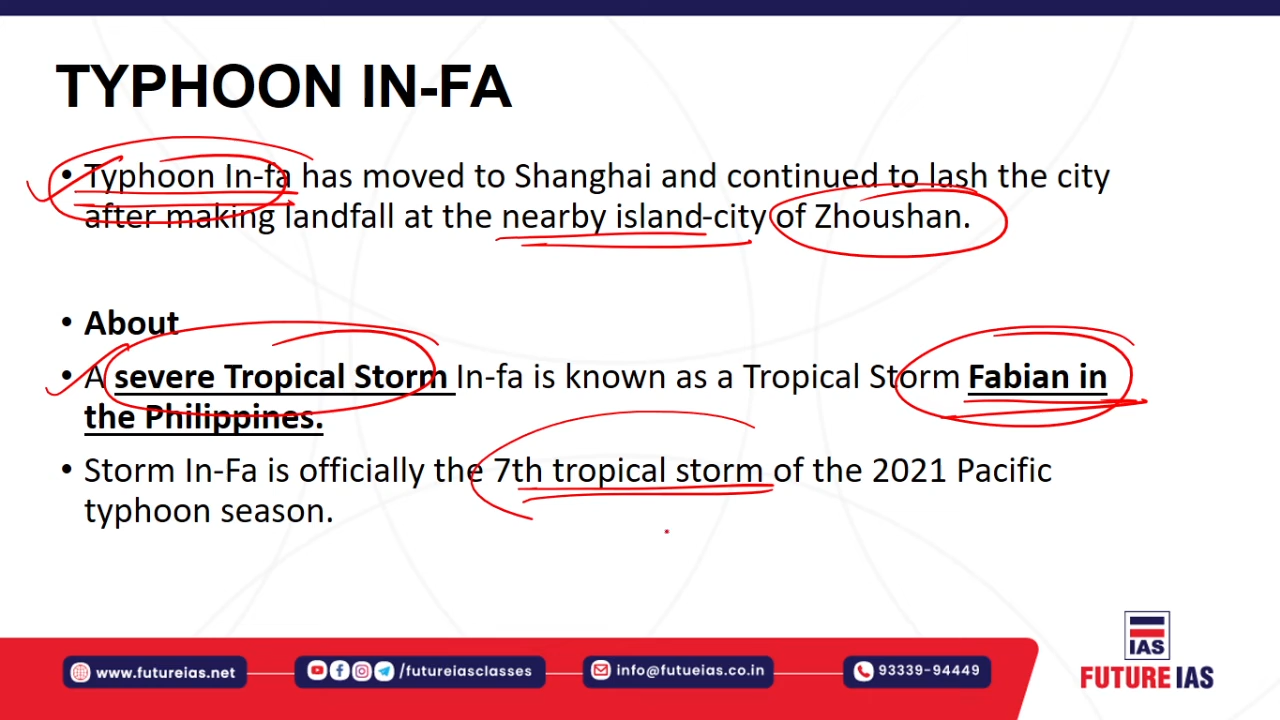 TYPHOON IN-FA
• Typhoon In-fa has moved to Shanghai and continued to lash the city
after making landfall at the nearby island-city of Zhoushan.
• About
• A severe Tropical Storm In-fa is known as a Tropical Storm Fabian in
the Philippines.
• Storm In-Fa is officially the 7th tropical storm of the 2021 Pacific
typhoon season.
www.futureias.net
/futureiasclasses
info@futueias.co.in
93339-94449
IAS
FUTURE IAS